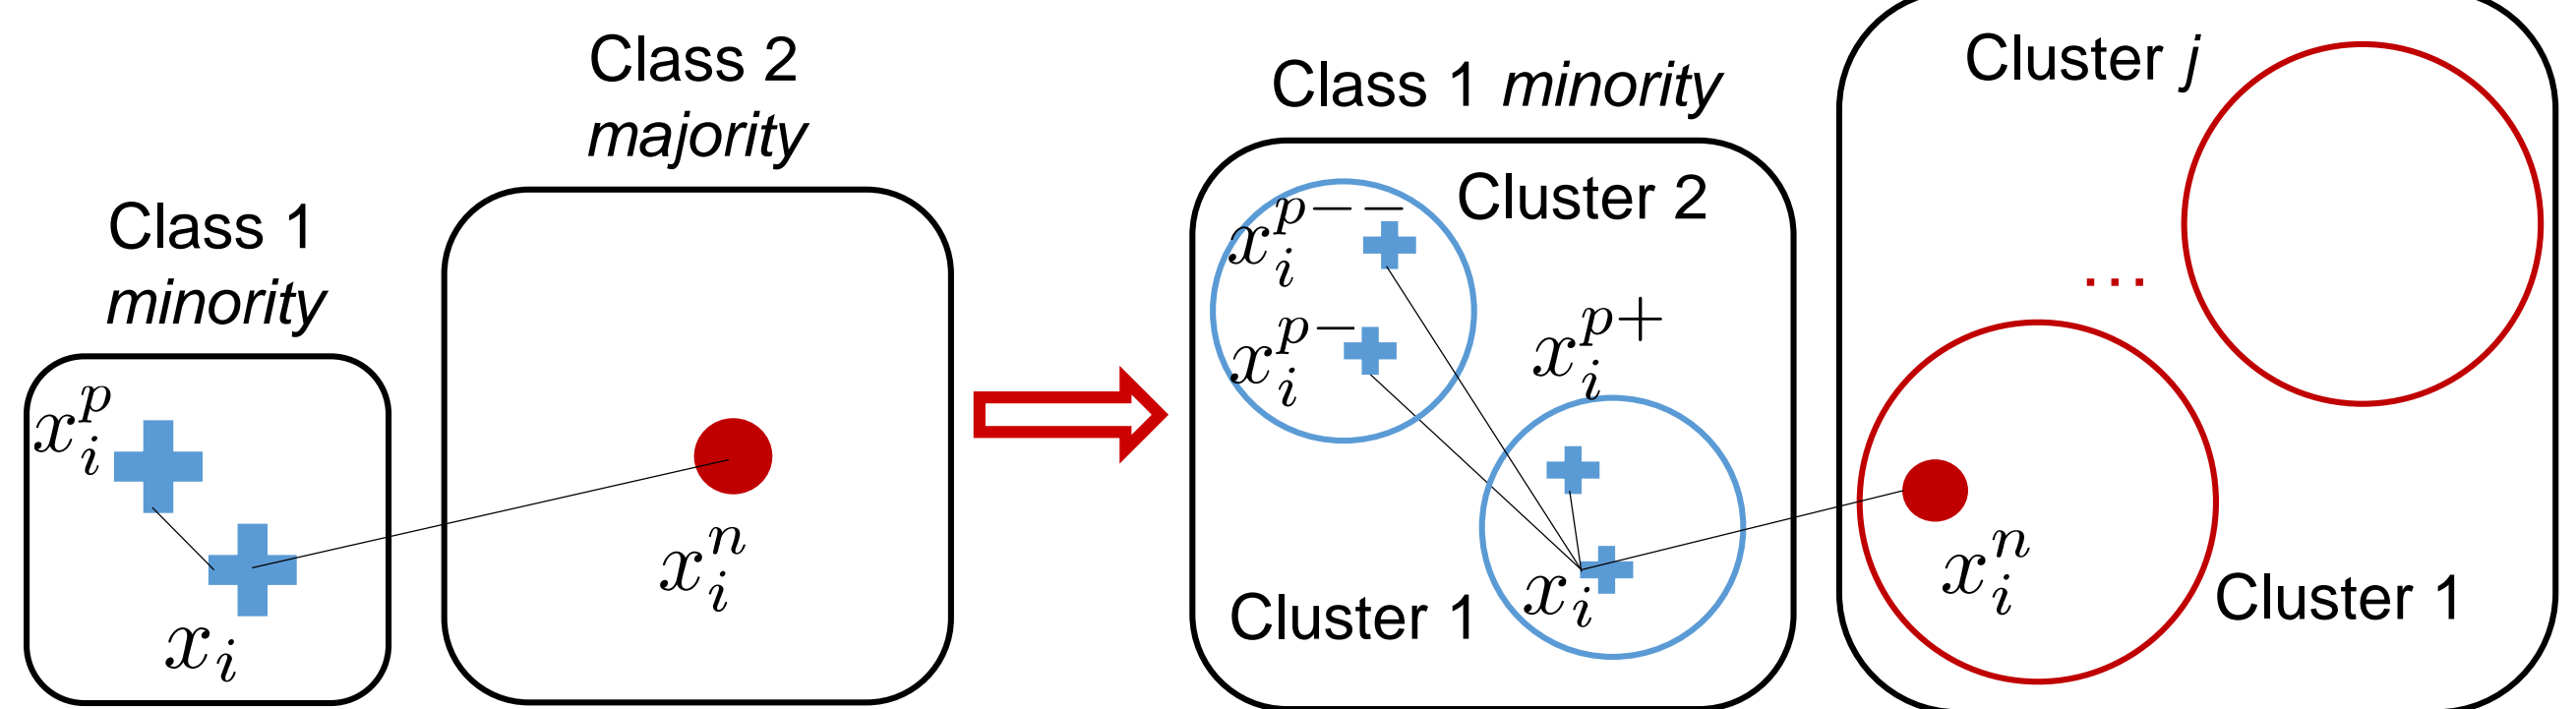 Class 1
minority
x_i^p
x_i
Class 2
majority
x_i^n
Class 1 minority
Cluster 2
x_i^{p--}
x_i^{p-}
x_i^{p+}
Cluster 1
x_i
Cluster j
...
x_i^n
Cluster 1